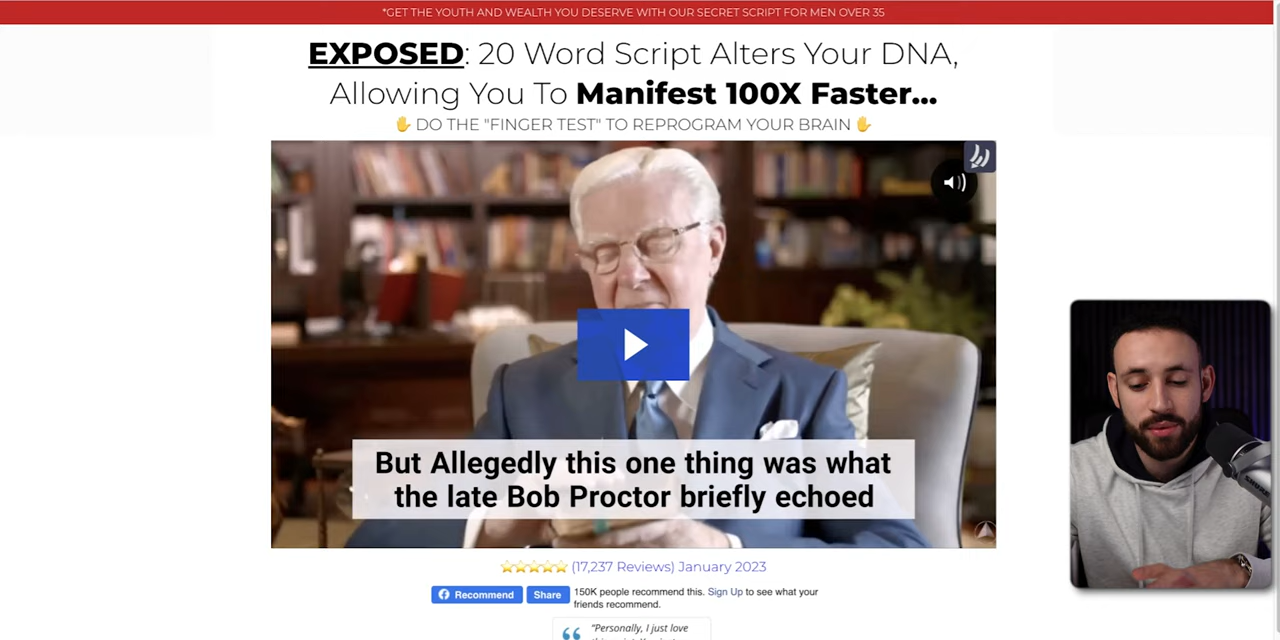 *GET THE YOUTH AND WEALTH YOU DESERVE WITH OUR SECRET SCRIPT FOR MEN OVER 35
EXPOSED: 20 Word Script Alters Your DNA,
Allowing You To Manifest 100X Faster...
✋ DO THE "FINGER TEST" TO REPROGRAM YOUR BRAIN ✋
But Allegedly this one thing was what
the late Bob Proctor briefly echoed
(17,237 Reviews) January 2023
Recommend
Share
150K people recommend this. Sign Up to see what your
friends recommend.
"Personally, I just love